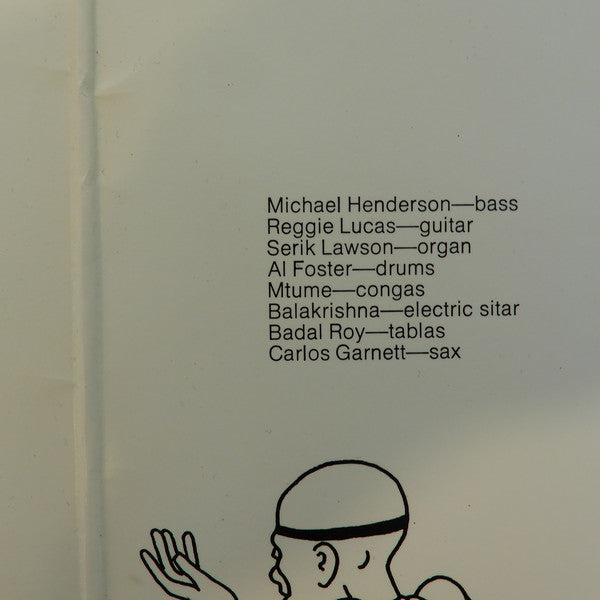 Michael Henderson—bass
Reggie Lucas—guitar
Serik Lawson—organ
Al Foster—drums
Mtume—congas
Balakrishna—electric sitar
Badal Roy—tablas
Carlos Garnett—sax